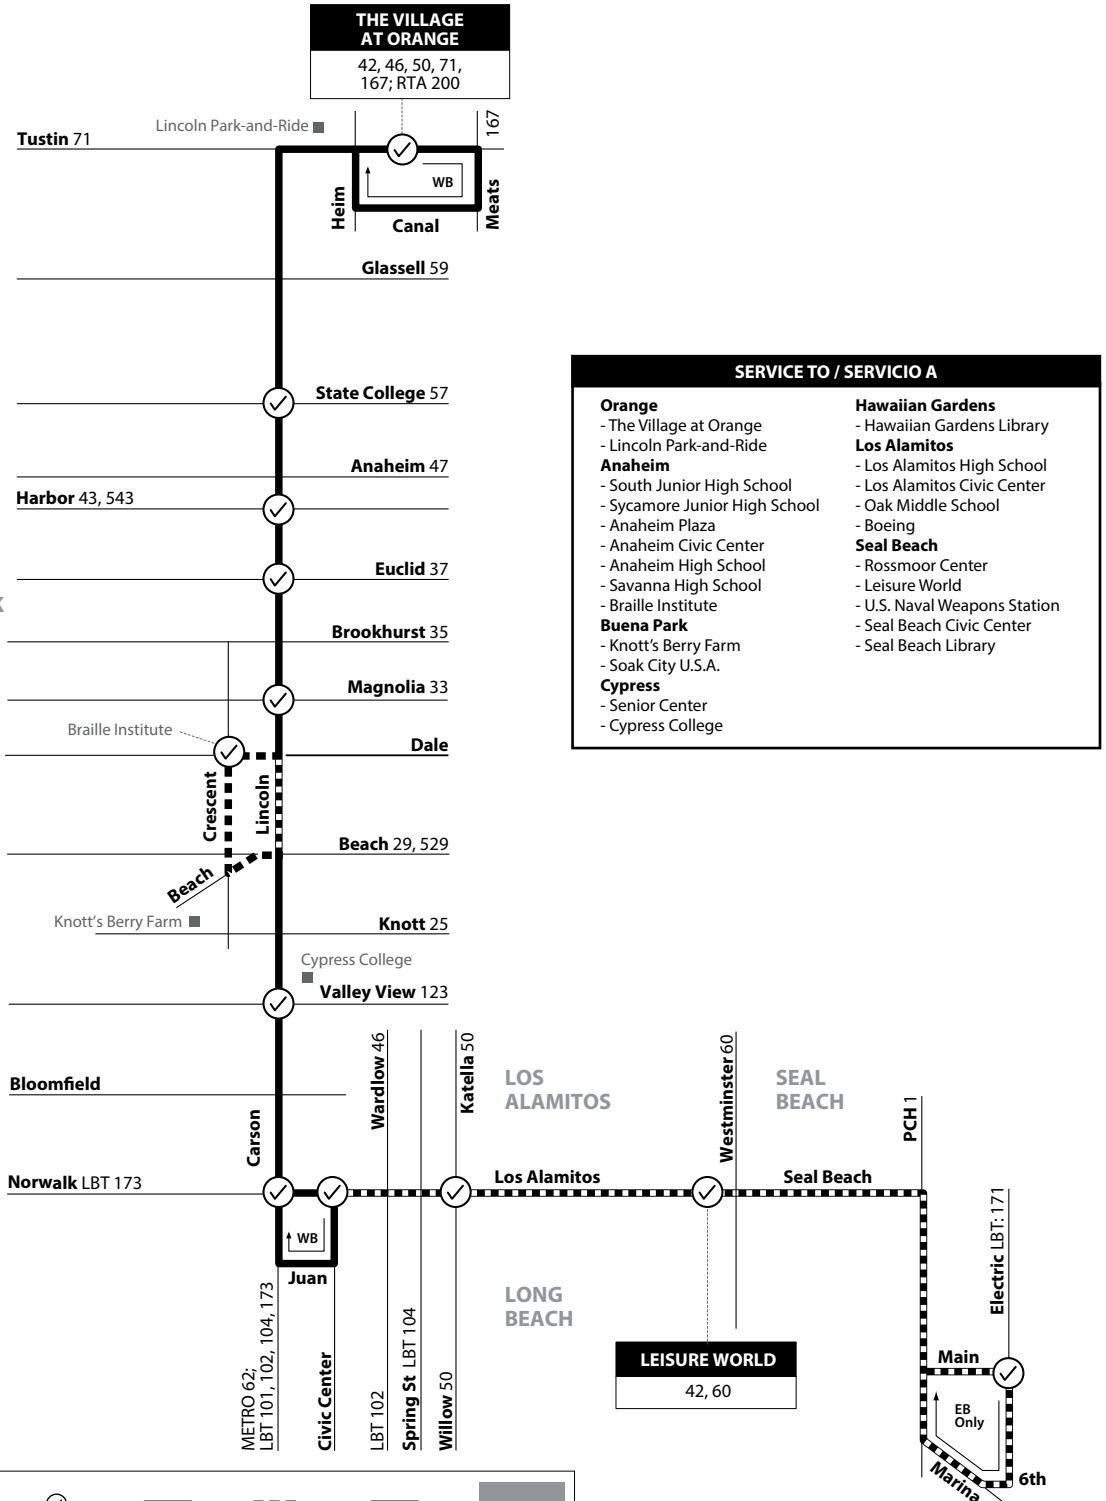 THE VILLAGE
AT ORANGE
42, 46, 50, 71,
167; RTA 200
Lincoln Park-and-Ride
167
Tustin 71
WB
Heim
Meats
Canal
Glassell 59
State College 57
Anaheim 47
Harbor 43, 543
Euclid 37
Brookhurst 35
Magnolia 33
Braille Institute
Dale
Crescent
Lincoln
Beach 29, 529
Beach
Knott's Berry Farm
Knott 25
Cypress College
Valley View 123
SERVICE TO / SERVICIO A
Orange
- The Village at Orange
- Lincoln Park-and-Ride
Anaheim
- South Junior High School
- Sycamore Junior High School
- Anaheim Plaza
- Anaheim Civic Center
- Anaheim High School
- Savanna High School
- Braille Institute
Buena Park
- Knott's Berry Farm
- Soak City U.S.A.
Cypress
- Senior Center
- Cypress College
Hawaiian Gardens
- Hawaiian Gardens Library
Los Alamitos
- Los Alamitos High School
- Los Alamitos Civic Center
- Oak Middle School
- Boeing
Seal Beach
- Rossmoor Center
- Leisure World
- U.S. Naval Weapons Station
- Seal Beach Civic Center
- Seal Beach Library
Bloomfield
Carson
Wardlow 46
Katella 50
LOS
ALAMITOS
Westminster 60
SEAL
BEACH
PCH 1
Norwalk LBT 173
Los Alamitos
Seal Beach
WB
Juan
Electric LBT: 171
METRO 62;
LBT 101, 102, 104, 173
Civic Center
LBT 102
Spring St LBT 104
Willow 50
LONG
BEACH
LEISURE WORLD
42, 60
Main
EB
Only
Marina
6th